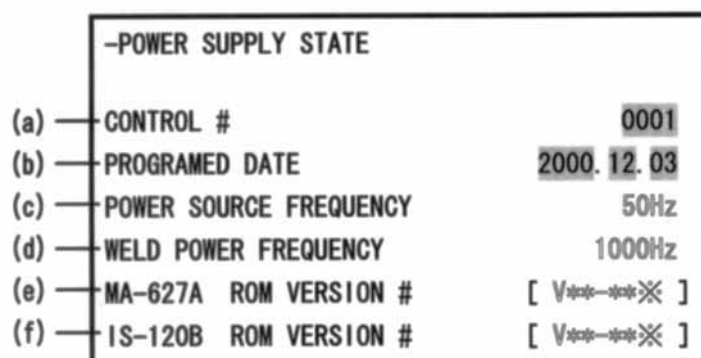 -POWER SUPPLY STATE
(a) CONTROL # 0001
(b) PROGRAMED DATE 2000. 12. 03
(c) POWER SOURCE FREQUENCY 50Hz
(d) WELD POWER FREQUENCY 1000Hz
(e) MA-627A ROM VERSION # [ V**-**※ ]
(f) IS-120B ROM VERSION # [ V**-**※ ]